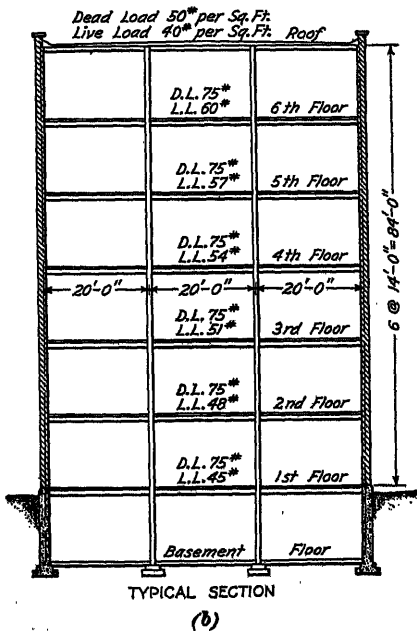 Dead Load 50# per Sq.Ft.
Live Load 40# per Sq.Ft. Roof
D.L. 75#
L.L. 60# 6th Floor
D.L. 75#
L.L. 57# 5th Floor
D.L. 75#
L.L. 54# 4th Floor
20'-0" 20'-0" 20'-0"
6 @ 14'-0"=84'-0"
D.L. 75#
L.L. 51# 3rd Floor
D.L. 75#
L.L. 48# 2nd Floor
D.L. 75#
L.L. 45# 1st Floor
Basement Floor
TYPICAL SECTION
(b)